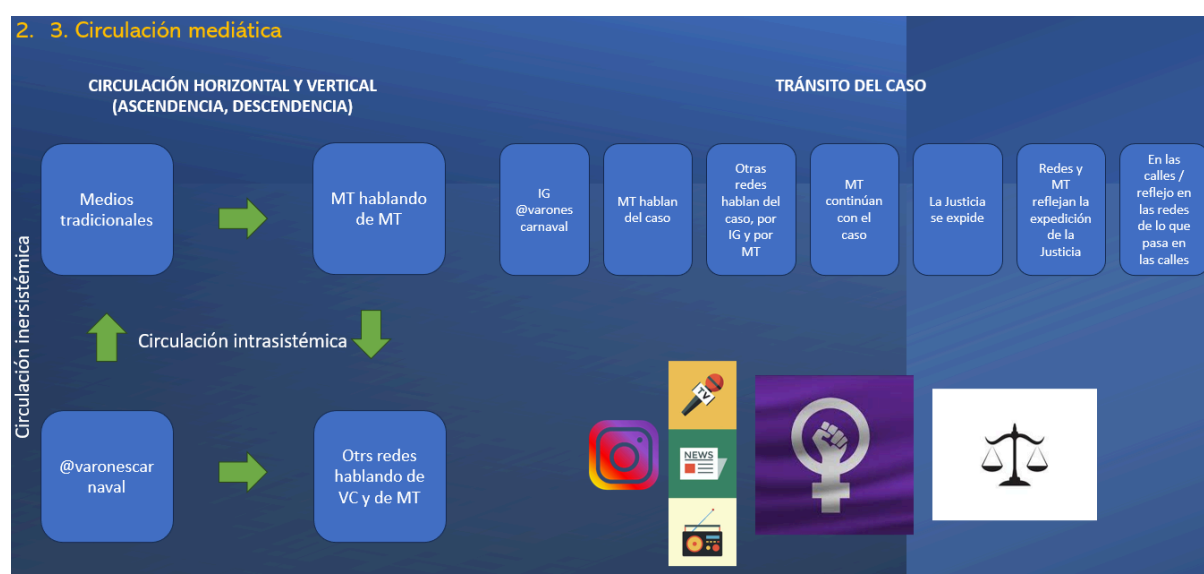 2. 3. Circulación mediática
CIRCULACIÓN HORIZONTAL Y VERTICAL
(ASCENDENCIA, DESCENDENCIA)
TRÁNSITO DEL CASO
Medios
tradicionales
MT hablando
de MT
IG
@varones
carnaval
MT hablan
del caso
Otras
redes
hablan del
caso, por
IG y por
MT
MT
continúan
con el
caso
La Justicia
se expide
Redes y
MT
reflejan la
expedición
de la
Justicia
En las
calles /
reflejo en
las redes
de lo que
pasa en
las calles
Circulación inersistémica
Circulación intrasistémica
@varonescar
naval
Otrs redes
hablando de
VC y de MT
TV
NEWS